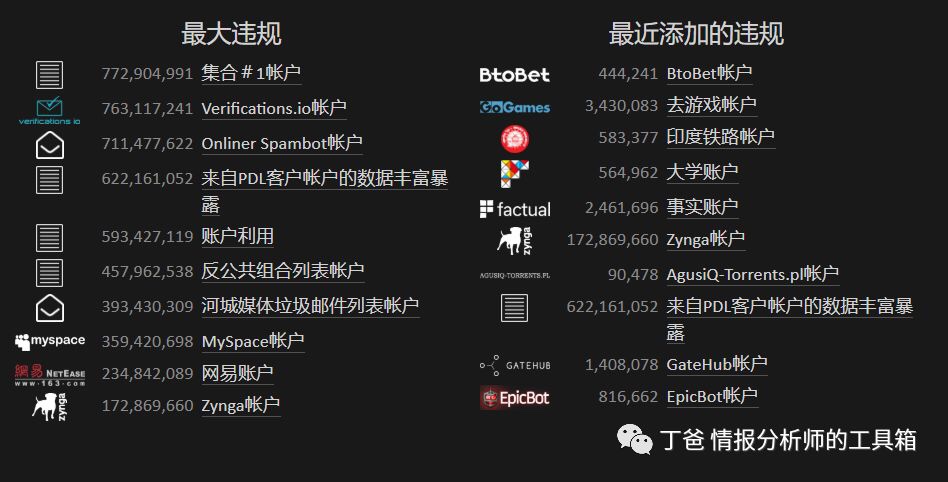 最大违规
772,904,991 集合＃1帐户
verifications io 763,117,241 Verifications.io帐户
711,477,622 Onliner Spambot帐户
622,161,052 来自PDL客户帐户的数据丰富暴
露
593,427,119 账户利用
457,962,538 反公共组合列表帐户
393,430,309 河城媒体垃圾邮件列表帐户
myspace 359,420,698 MySpace帐户
網易 NETEASE www.163.com 234,842,089 网易账户
zynga 172,869,660 Zynga帐户
最近添加的违规
BtoBet 444,241 BtoBet帐户
GoGames 3,430,083 去游戏帐户
583,377 印度铁路帐户
564,962 大学账户
factual 2,461,696 事实账户
zynga 172,869,660 Zynga帐户
AGUSIQ-TORRENTS.PL 90,478 AgusiQ-Torrents.pl帐户
622,161,052 来自PDL客户帐户的数据丰富暴
露
GATEHUB 1,408,078 GateHub帐户
EpicBot 816,662 EpicBot帐户
丁爸 情报分析师的工具箱